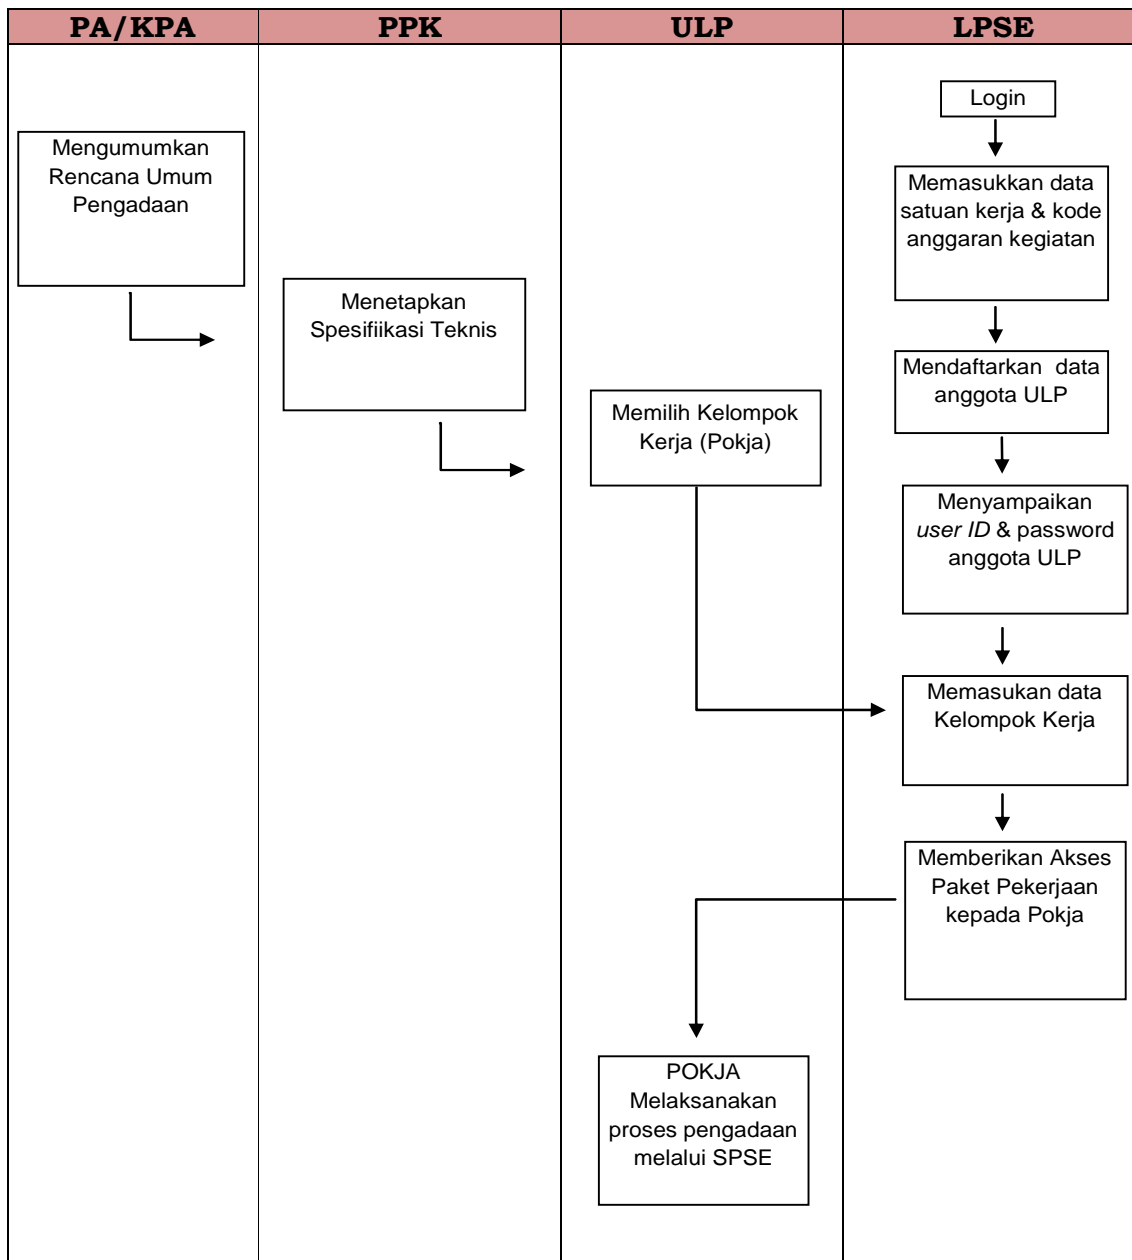 PA/KPA PPK ULP LPSE
Login
Mengumumkan
Rencana Umum
Pengadaan
Memasukkan data
satuan kerja & kode
anggaran kegiatan
Menetapkan
Spesifiikasi Teknis
Mendaftarkan data
anggota ULP
Memilih Kelompok
Kerja (Pokja)
Menyampaikan
user ID & password
anggota ULP
Memasukan data
Kelompok Kerja
Memberikan Akses
Paket Pekerjaan
kepada Pokja
POKJA
Melaksanakan
proses pengadaan
melalui SPSE